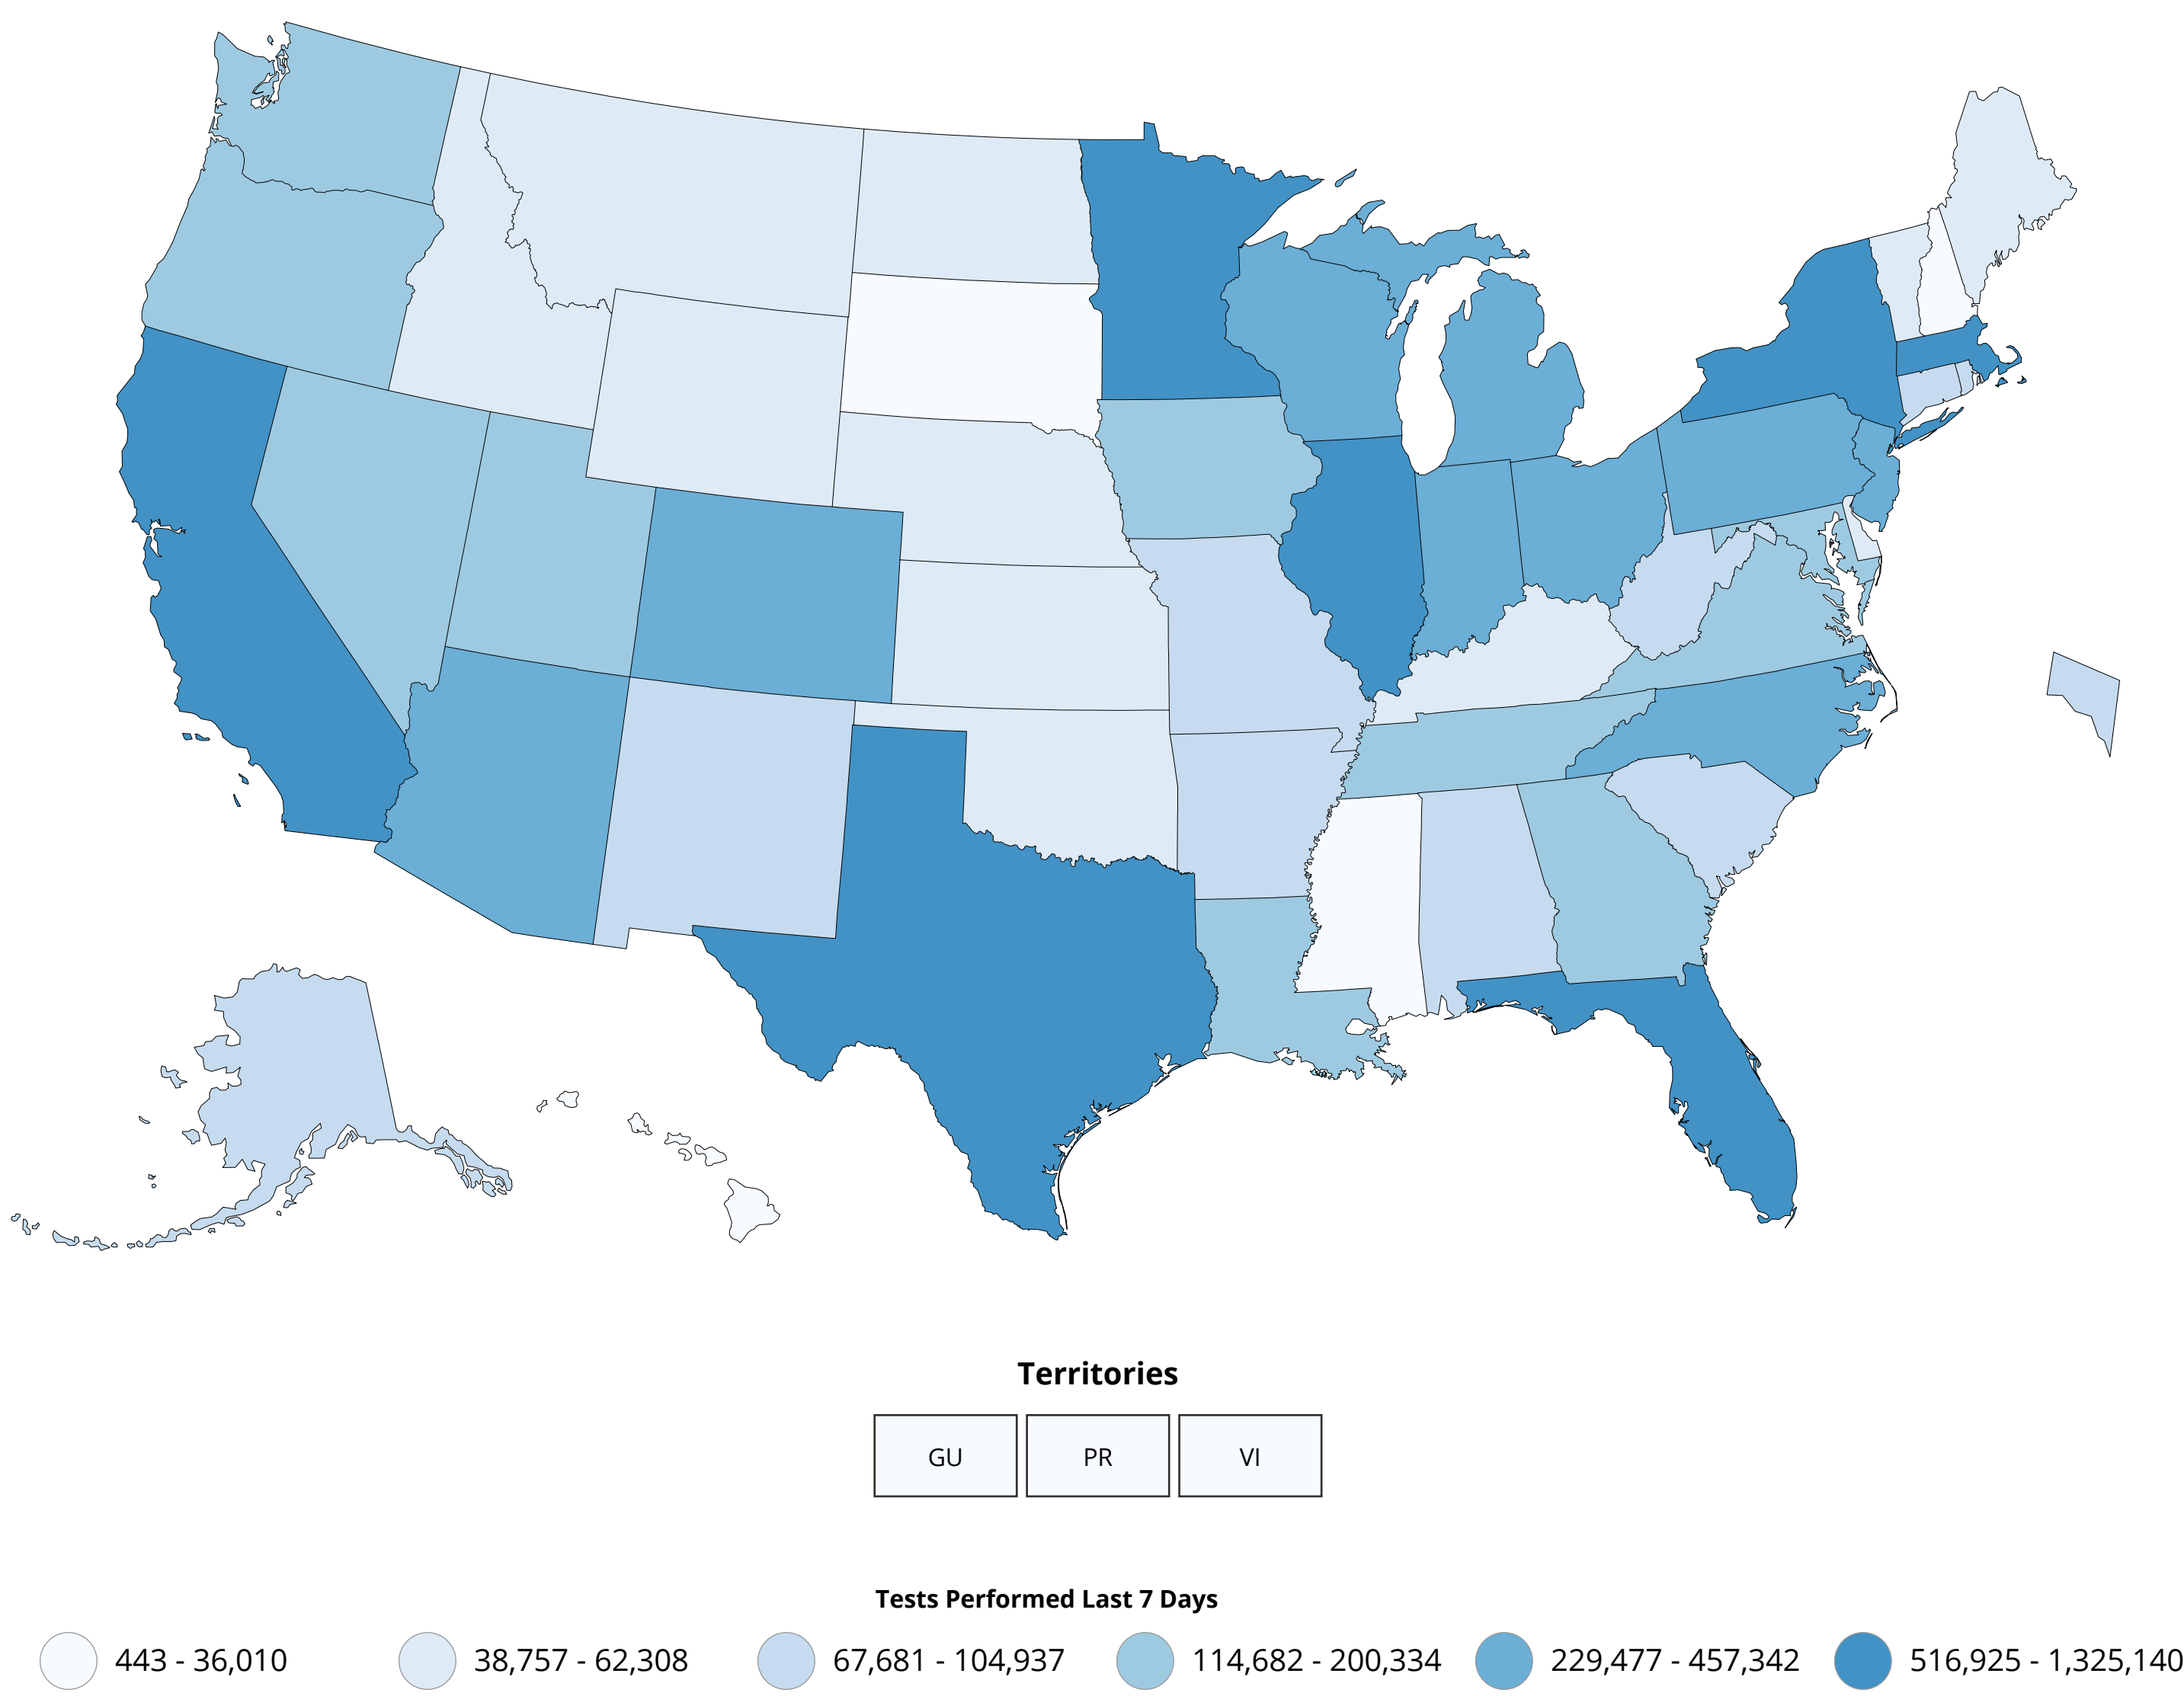 Territories
GU PR VI
Tests Performed Last 7 Days
443 - 36,010 38,757 - 62,308 67,681 - 104,937 114,682 - 200,334 229,477 - 457,342 516,925 - 1,325,140